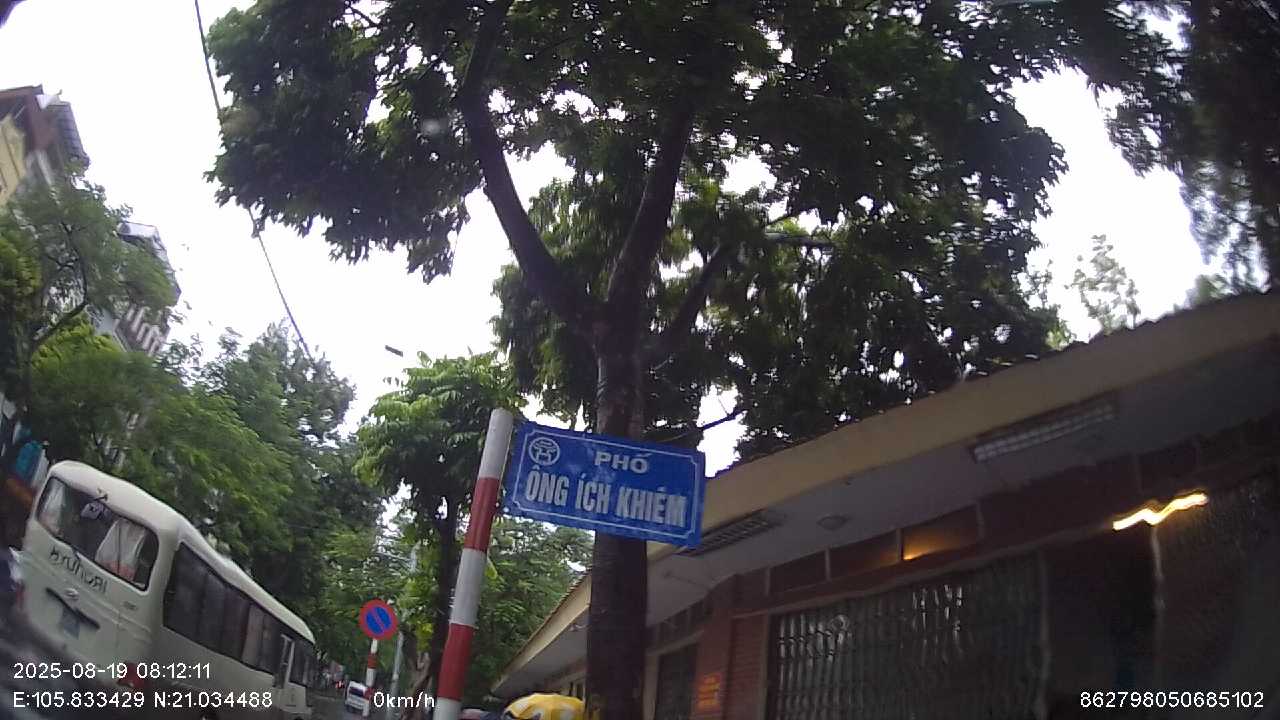 PHỐ
ÔNG ÍCH KHIÊM
2025-08-19 08:12:11
E:105.833429 N:21.034488
0km/h
862798050685102